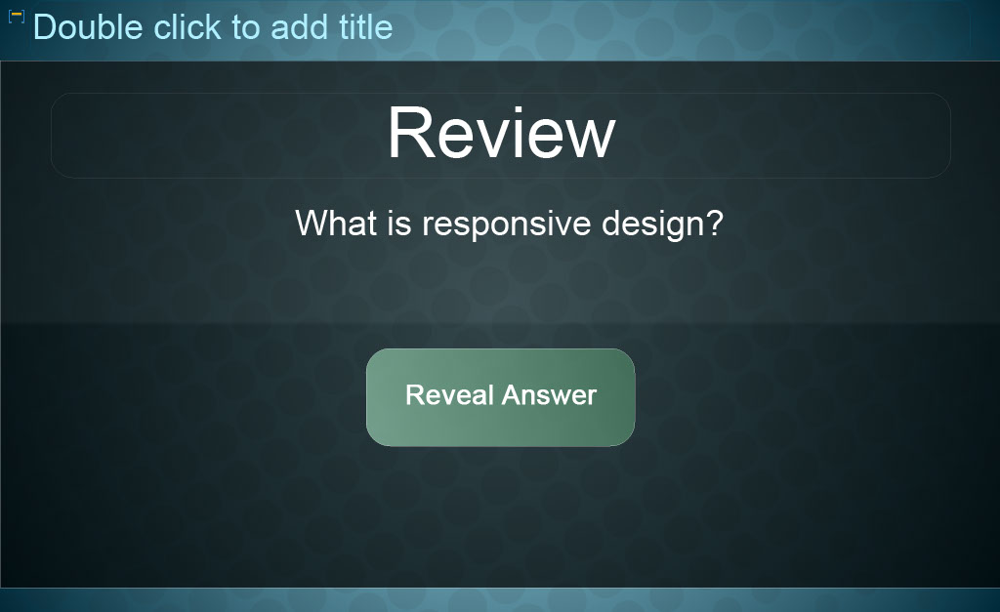 Double click to add title
Review
What is responsive design?
Reveal Answer